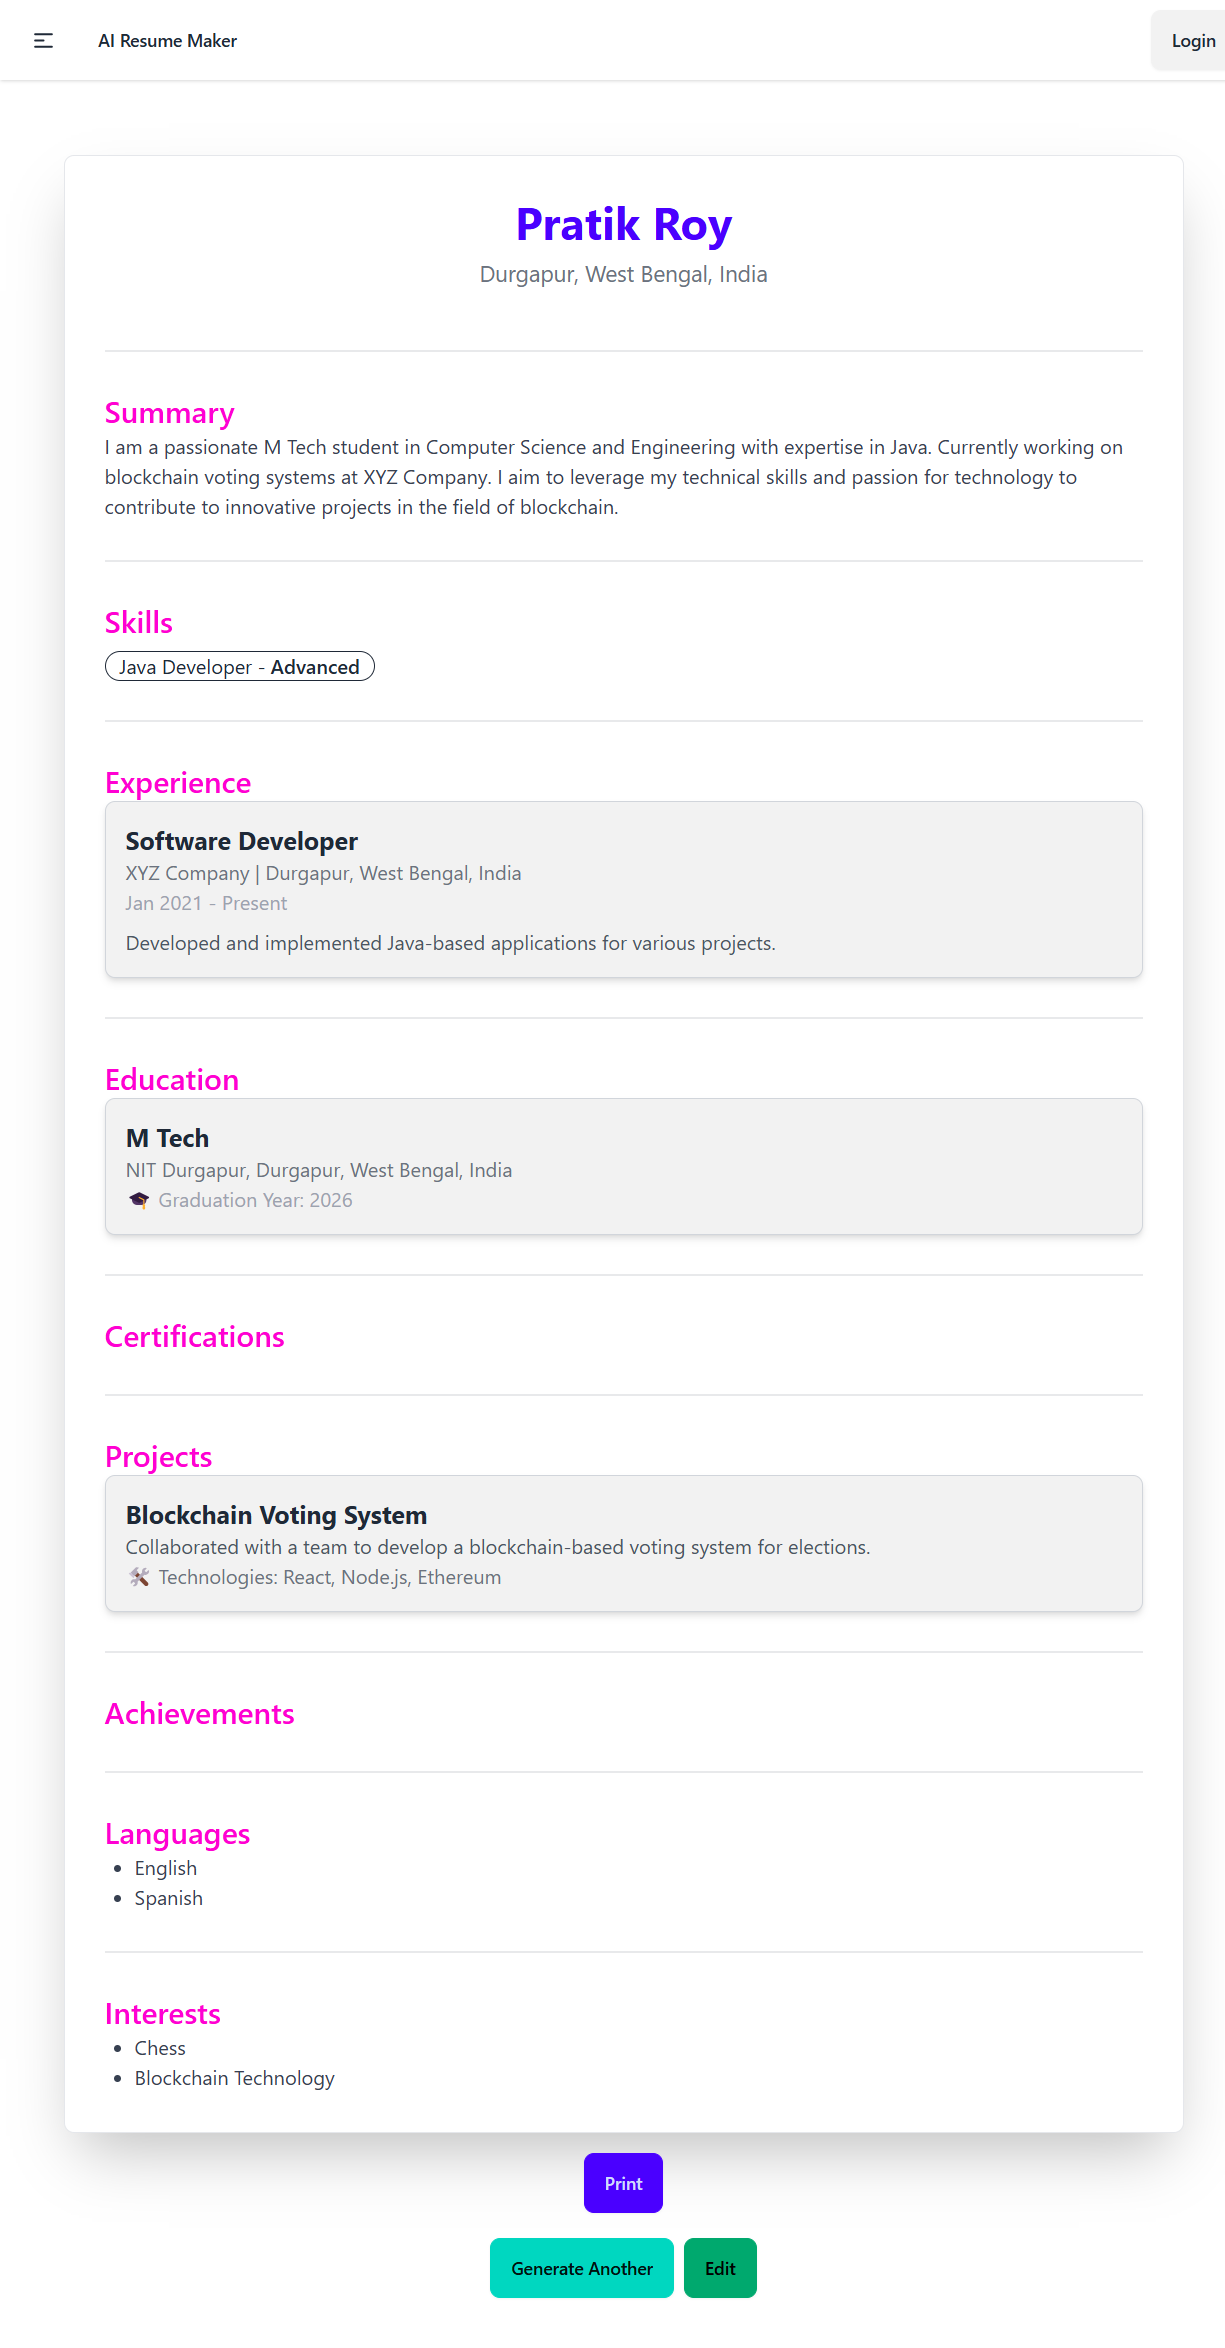 AI Resume Maker
Login
Pratik Roy
Durgapur, West Bengal, India
Summary
I am a passionate M Tech student in Computer Science and Engineering with expertise in Java. Currently working on
blockchain voting systems at XYZ Company. I aim to leverage my technical skills and passion for technology to
contribute to innovative projects in the field of blockchain.
Skills
Java Developer - Advanced
Experience
Software Developer
XYZ Company | Durgapur, West Bengal, India
Jan 2021 - Present
Developed and implemented Java-based applications for various projects.
Education
M Tech
NIT Durgapur, Durgapur, West Bengal, India
🎓 Graduation Year: 2026
Certifications
Projects
Blockchain Voting System
Collaborated with a team to develop a blockchain-based voting system for elections.
🛠️ Technologies: React, Node.js, Ethereum
Achievements
Languages
• English
• Spanish
Interests
• Chess
• Blockchain Technology
Print
Generate Another
Edit